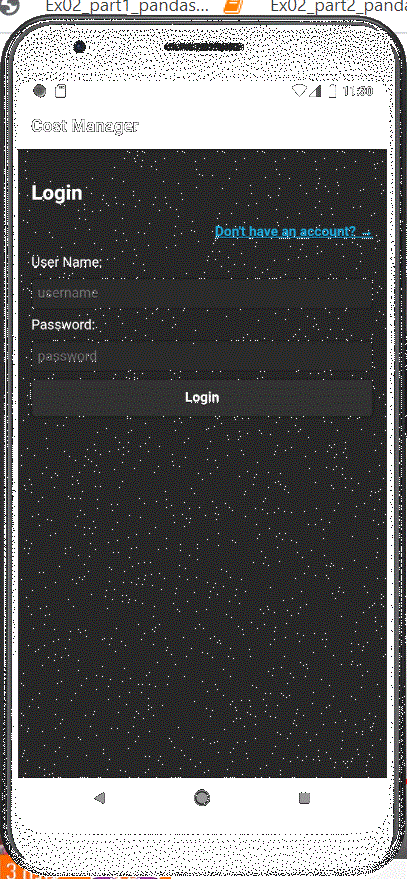 Ex02_part1_pandas... Ex02_part2_panda
11:30
Cost Manager
Login
Don't have an account? →
User Name:
username
Password:
password
Login